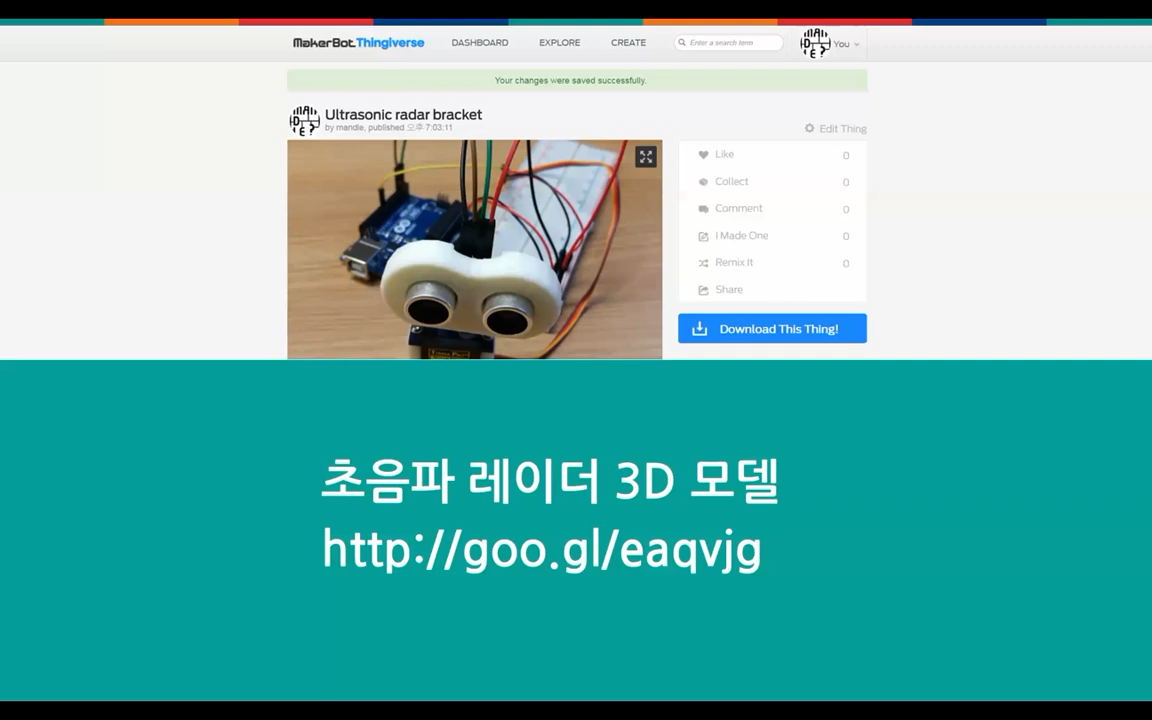 MakerBot Thingiverse
DASHBOARD
EXPLORE
CREATE
Enter a search term
MADE?
You
Your changes were saved successfully.
Ultrasonic radar bracket
by mandie, published 오후 7:03:11
Edit Thing
Like 0
Collect 0
Comment 0
I Made One 0
Remix It 0
Share
Download This Thing!
초음파 레이더 3D 모델
http://goo.gl/eaqvjg